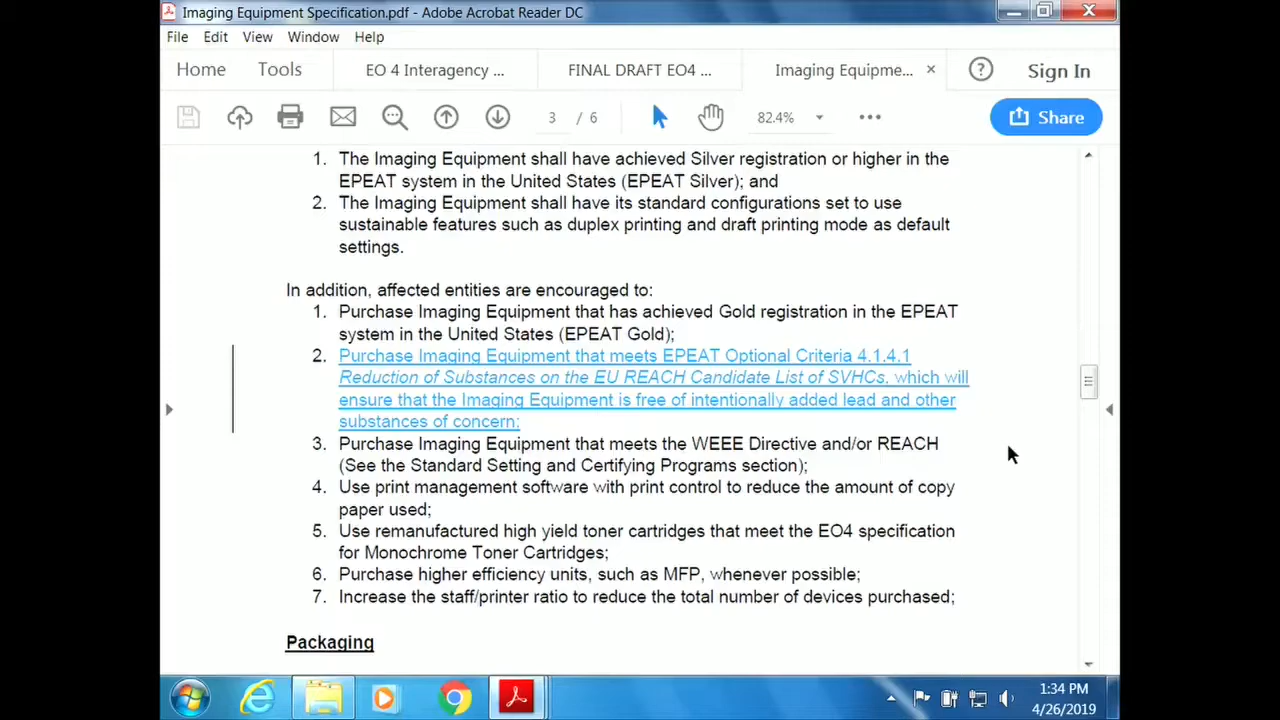 Imaging Equipment Specification.pdf - Adobe Acrobat Reader DC
File Edit View Window Help
Home Tools EO 4 Interagency ... FINAL DRAFT EO4 ... Imaging Equipme... × Sign In
3 / 6 82.4% Share
1. The Imaging Equipment shall have achieved Silver registration or higher in the
EPEAT system in the United States (EPEAT Silver); and
2. The Imaging Equipment shall have its standard configurations set to use
sustainable features such as duplex printing and draft printing mode as default
settings.
In addition, affected entities are encouraged to:
1. Purchase Imaging Equipment that has achieved Gold registration in the EPEAT
system in the United States (EPEAT Gold);
2. Purchase Imaging Equipment that meets EPEAT Optional Criteria 4.1.4.1
Reduction of Substances on the EU REACH Candidate List of SVHCs, which will
ensure that the Imaging Equipment is free of intentionally added lead and other
substances of concern;
3. Purchase Imaging Equipment that meets the WEEE Directive and/or REACH
(See the Standard Setting and Certifying Programs section);
4. Use print management software with print control to reduce the amount of copy
paper used;
5. Use remanufactured high yield toner cartridges that meet the EO4 specification
for Monochrome Toner Cartridges;
6. Purchase higher efficiency units, such as MFP, whenever possible;
7. Increase the staff/printer ratio to reduce the total number of devices purchased;
Packaging
1:34 PM
4/26/2019